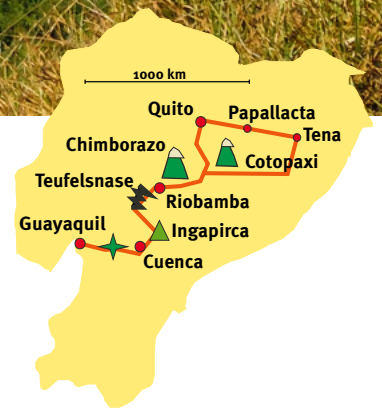 1000 km
Quito
Papallacta
Tena
Chimborazo
Cotopaxi
Teufelsnase
Riobamba
Guayaquil
Ingapirca
Cuenca